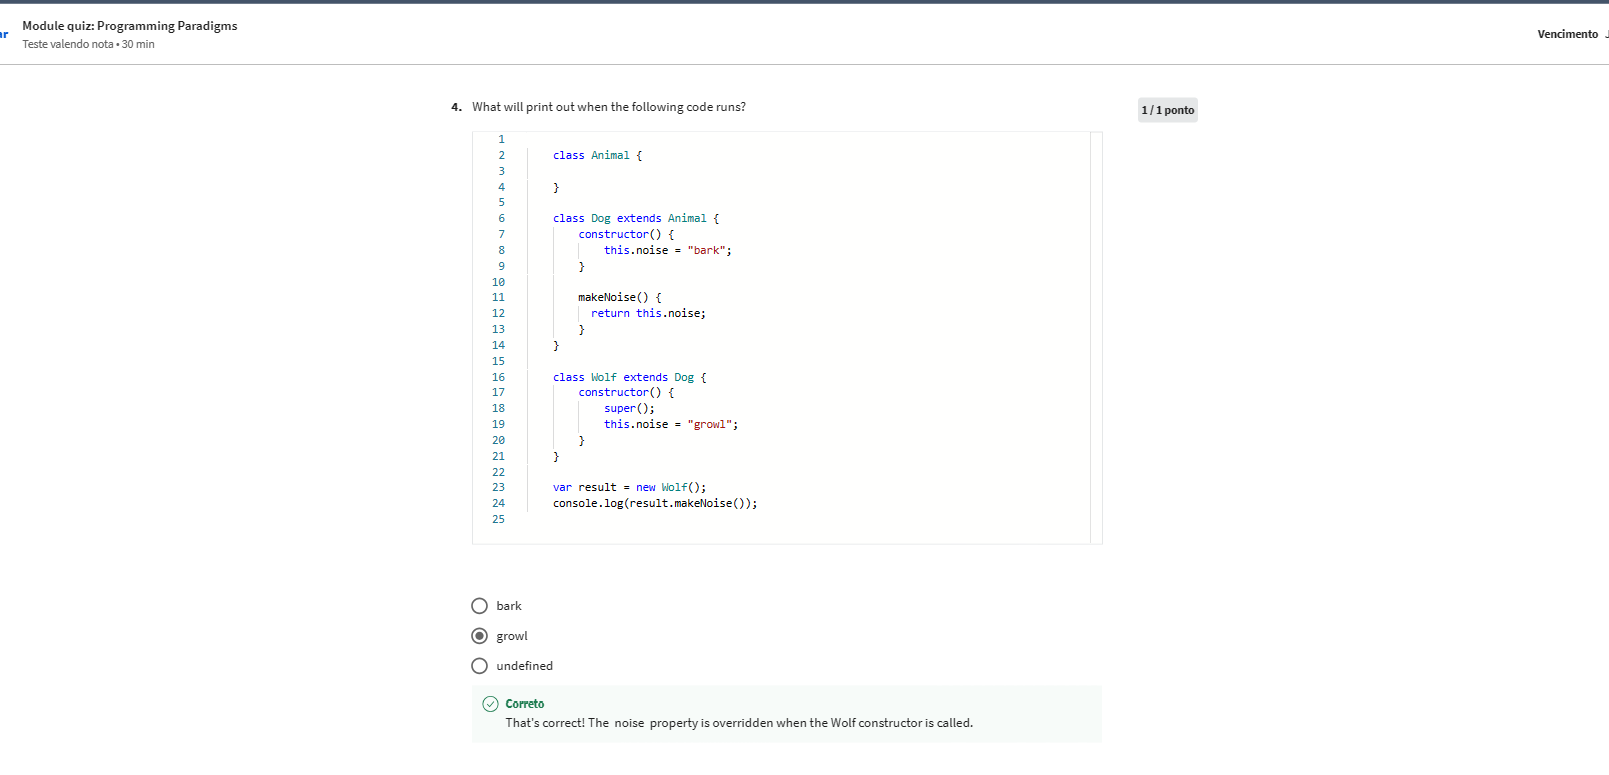 Module quiz: Programming Paradigms
Teste valendo nota • 30 min
Vencimento
4. What will print out when the following code runs?
1 / 1 ponto
1
2 class Animal {
3
4 }
5
6 class Dog extends Animal {
7 constructor() {
8 this.noise = "bark";
9 }
10
11 makeNoise() {
12 return this.noise;
13 }
14 }
15
16 class Wolf extends Dog {
17 constructor() {
18 super();
19 this.noise = "growl";
20 }
21 }
22
23 var result = new Wolf();
24 console.log(result.makeNoise());
25
bark
growl
undefined
Correto
That's correct! The noise property is overridden when the Wolf constructor is called.